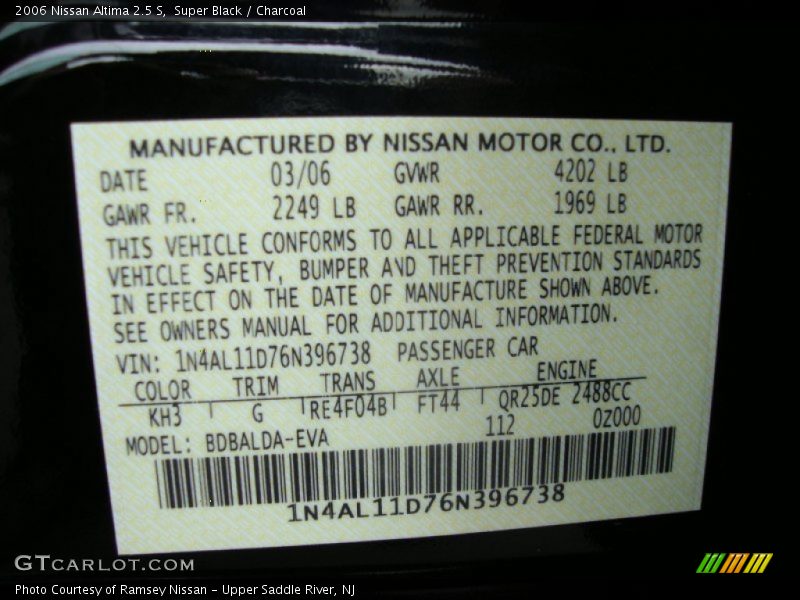 2006 Nissan Altima 2.5 S, Super Black / Charcoal
MANUFACTURED BY NISSAN MOTOR CO., LTD.
DATE 03/06 GVWR 4202 LB
GAWR FR. 2249 LB GAWR RR. 1969 LB
THIS VEHICLE CONFORMS TO ALL APPLICABLE FEDERAL MOTOR
VEHICLE SAFETY, BUMPER AND THEFT PREVENTION STANDARDS
IN EFFECT ON THE DATE OF MANUFACTURE SHOWN ABOVE.
SEE OWNERS MANUAL FOR ADDITIONAL INFORMATION.
VIN: 1N4AL11D76N396738 PASSENGER CAR
COLOR TRIM TRANS AXLE ENGINE
KH3 G RE4F04B FT44 QR25DE 2488CC
112 0Z000
MODEL: BDBALDA-EVA
1N4AL11D76N396738
GTCARLOT.COM
Photo Courtesy of Ramsey Nissan - Upper Saddle River, NJ